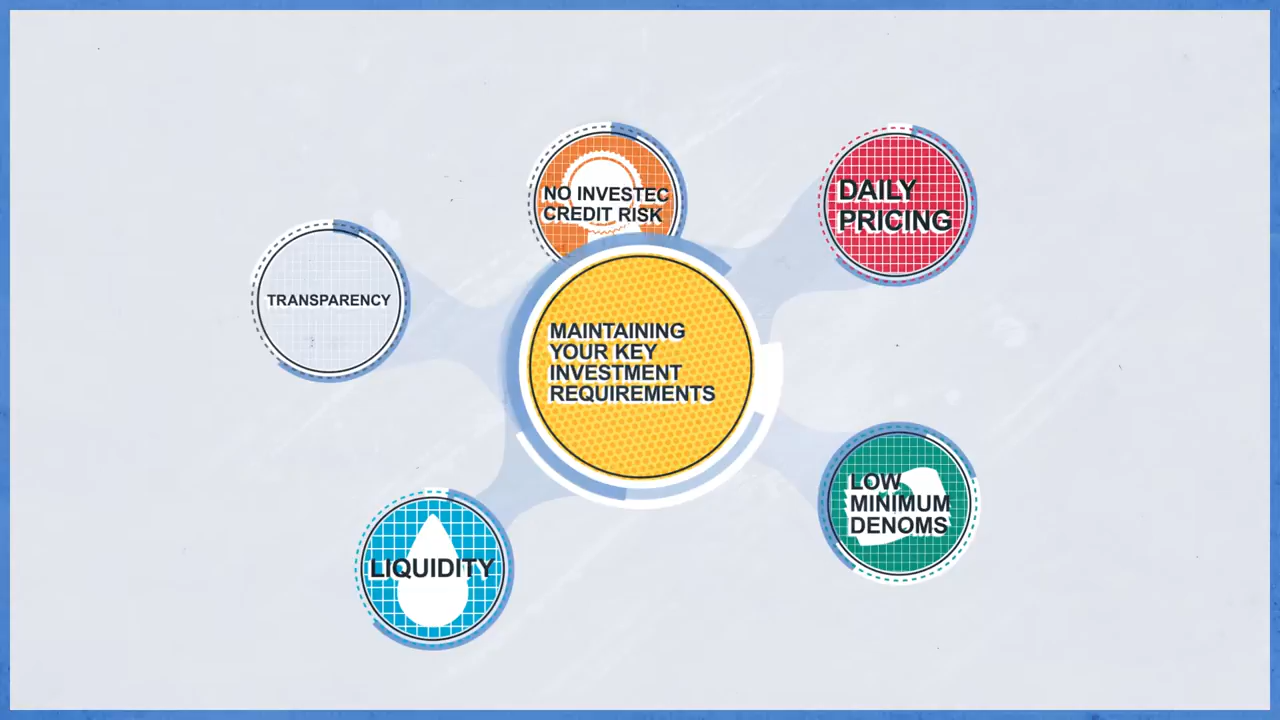 NO INVESTEC
CREDIT RISK
DAILY
PRICING
TRANSPARENCY
MAINTAINING
YOUR KEY
INVESTMENT
REQUIREMENTS
LOW
MINIMUM
DENOMS
LIQUIDITY